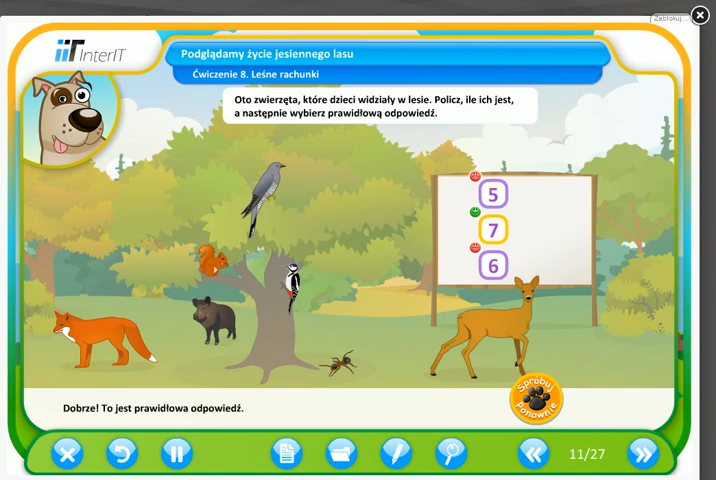 Zablokuj...
iiT InterIT
Podglądamy życie jesiennego lasu
Ćwiczenie 8. Leśne rachunki
Oto zwierzęta, które dzieci widziały w lesie. Policz, ile ich jest,
a następnie wybierz prawidłową odpowiedź.
5
7
6
Spróbuj
ponownie
Dobrze! To jest prawidłowa odpowiedź.
11/27